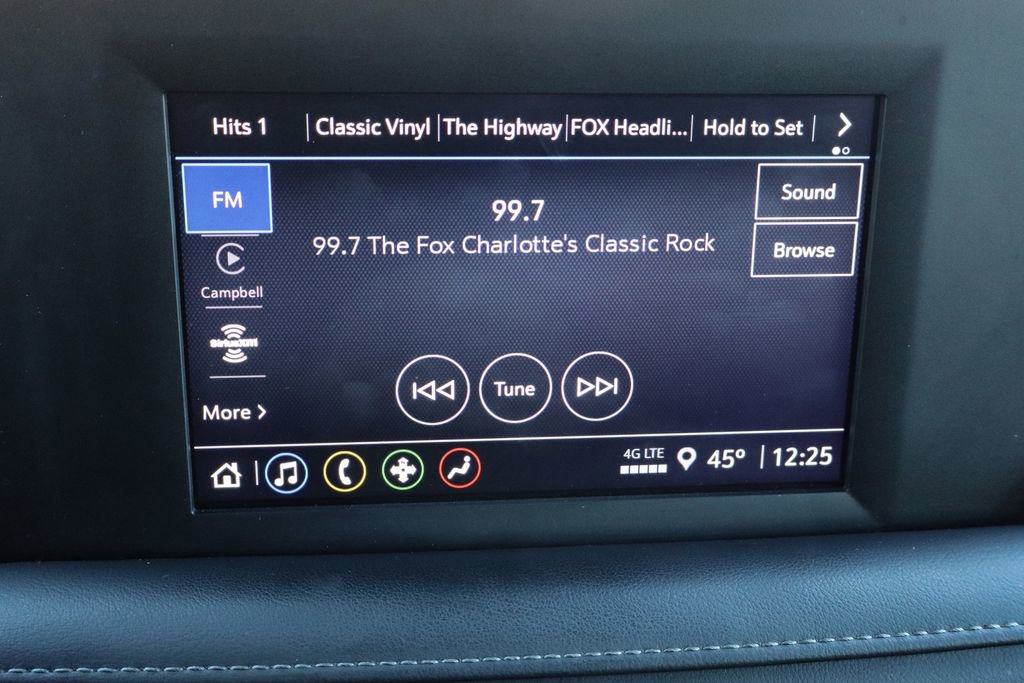 Hits 1 Classic Vinyl The Highway FOX Headli... Hold to Set
FM
Sound
99.7
99.7 The Fox Charlotte's Classic Rock
Browse
Campbell
SiriusXM
Tune
More
4G LTE
45° 12:25